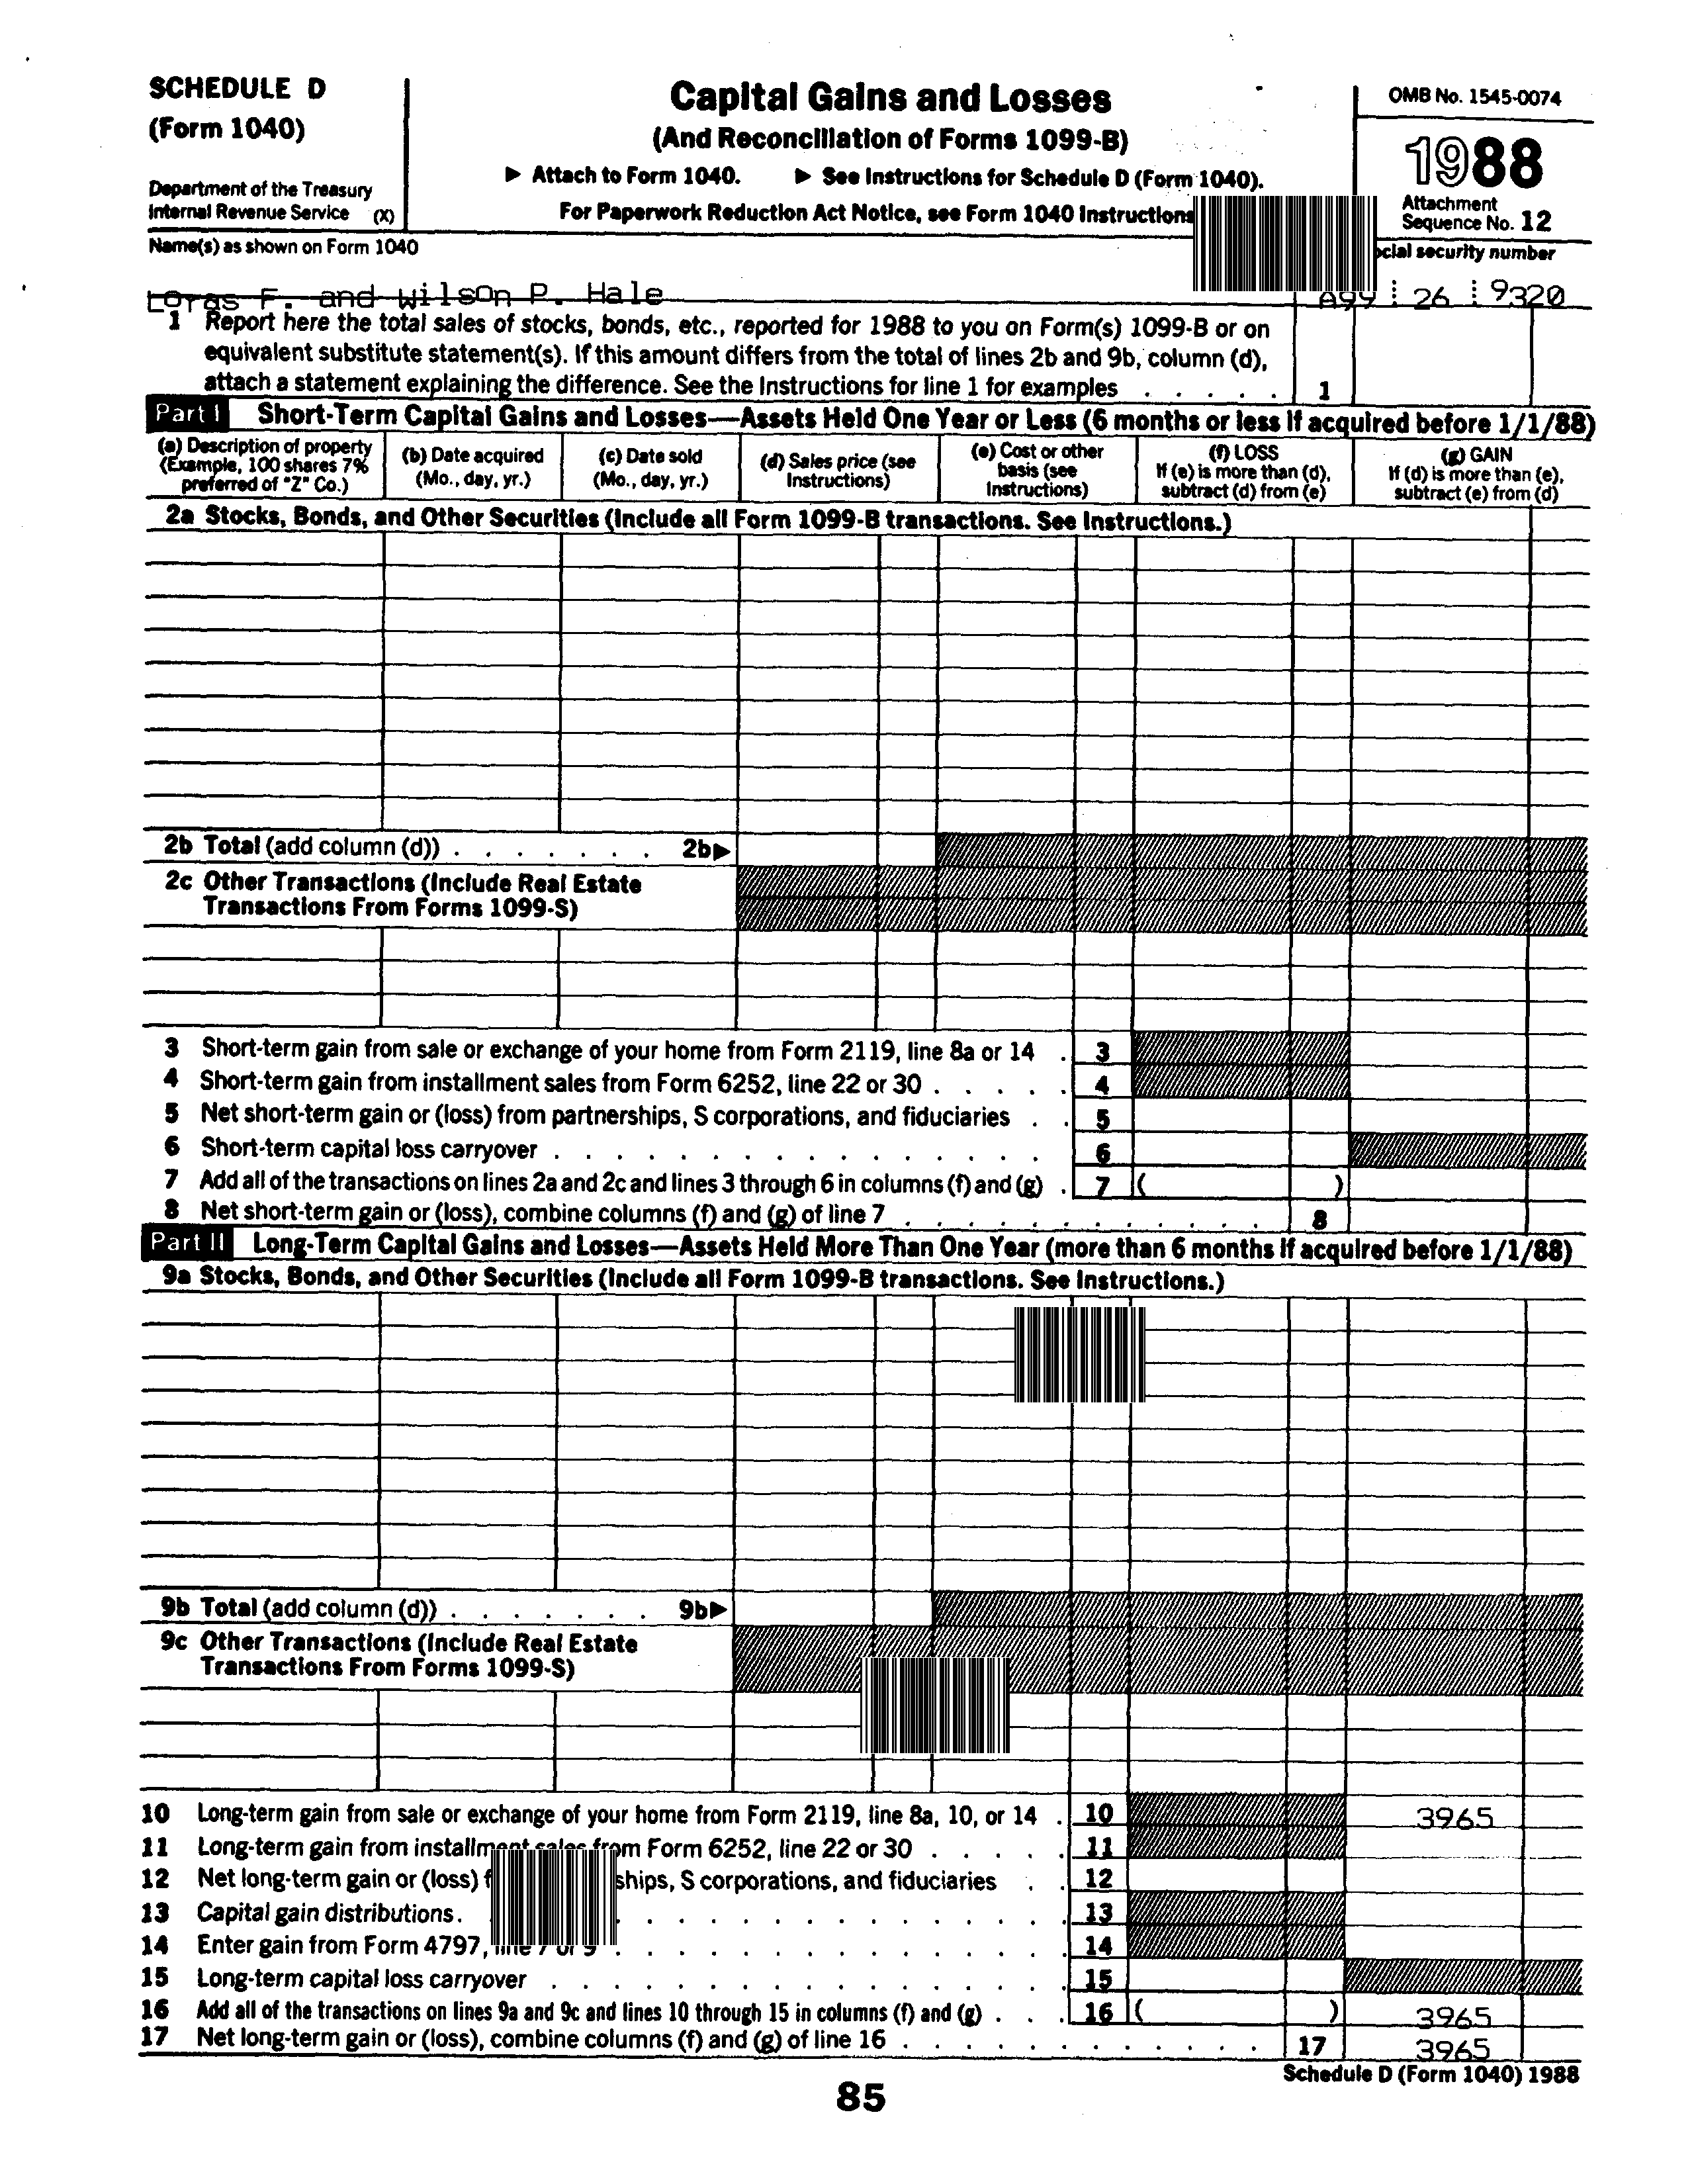 SCHEDULE D
(Form 1040)
Department of the Treasury
Internal Revenue Service (X)
Capital Gains and Losses
(And Reconciliation of Forms 1099-B)
▶ Attach to Form 1040. ▶ See Instructions for Schedule D (Form 1040).
For Paperwork Reduction Act Notice, see Form 1040 Instructions
OMB No. 1545-0074
1988
Attachment
Sequence No. 12
Name(s) as shown on Form 1040
social security number
Loras F. and Wilson P. Hale
26 9320
1 Report here the total sales of stocks, bonds, etc., reported for 1988 to you on Form(s) 1099-B or on
equivalent substitute statement(s). If this amount differs from the total of lines 2b and 9b, column (d),
attach a statement explaining the difference. See the Instructions for line 1 for examples . . . . . 1
Part I Short-Term Capital Gains and Losses—Assets Held One Year or Less (6 months or less if acquired before 1/1/88)
(a) Description of property
(Example, 100 shares 7%
preferred of "Z" Co.)
(b) Date acquired
(Mo., day, yr.)
(c) Date sold
(Mo., day, yr.)
(d) Sales price (see
Instructions)
(e) Cost or other
basis (see
Instructions)
(f) LOSS
If (e) is more than (d),
subtract (d) from (e)
(g) GAIN
If (d) is more than (e),
subtract (e) from (d)
2a Stocks, Bonds, and Other Securities (Include all Form 1099-B transactions. See Instructions.)
2b Total (add column (d)) . . . . . . . 2b▶
2c Other Transactions (Include Real Estate
Transactions From Forms 1099-S)
3 Short-term gain from sale or exchange of your home from Form 2119, line 8a or 14 . 3
4 Short-term gain from installment sales from Form 6252, line 22 or 30 . . . . . 4
5 Net short-term gain or (loss) from partnerships, S corporations, and fiduciaries . . 5
6 Short-term capital loss carryover . . . . . . . . . . . . . . . . 6
7 Add all of the transactions on lines 2a and 2c and lines 3 through 6 in columns (f) and (g) . 7 ( )
8 Net short-term gain or (loss), combine columns (f) and (g) of line 7 . . . . . . . . . . . 8
Part II Long-Term Capital Gains and Losses—Assets Held More Than One Year (more than 6 months if acquired before 1/1/88)
9a Stocks, Bonds, and Other Securities (Include all Form 1099-B transactions. See Instructions.)
9b Total (add column (d)) . . . . . . . 9b▶
9c Other Transactions (Include Real Estate
Transactions From Forms 1099-S)
10 Long-term gain from sale or exchange of your home from Form 2119, line 8a, 10, or 14 . 10 3965
11 Long-term gain from installment sales from Form 6252, line 22 or 30 . . . . . 11
12 Net long-term gain or (loss) ships, S corporations, and fiduciaries . . 12
13 Capital gain distributions . . . . . . . . . . . . . . . . 13
14 Enter gain from Form 4797, line 7 or 9 . . . . . . . . . . . . . . . 14
15 Long-term capital loss carryover . . . . . . . . . . . . . . . . . 15
16 Add all of the transactions on lines 9a and 9c and lines 10 through 15 in columns (f) and (g) . . . 16 ( ) 3965
17 Net long-term gain or (loss), combine columns (f) and (g) of line 16 . . . . . . . . . . . 17 3965
Schedule D (Form 1040) 1988
85